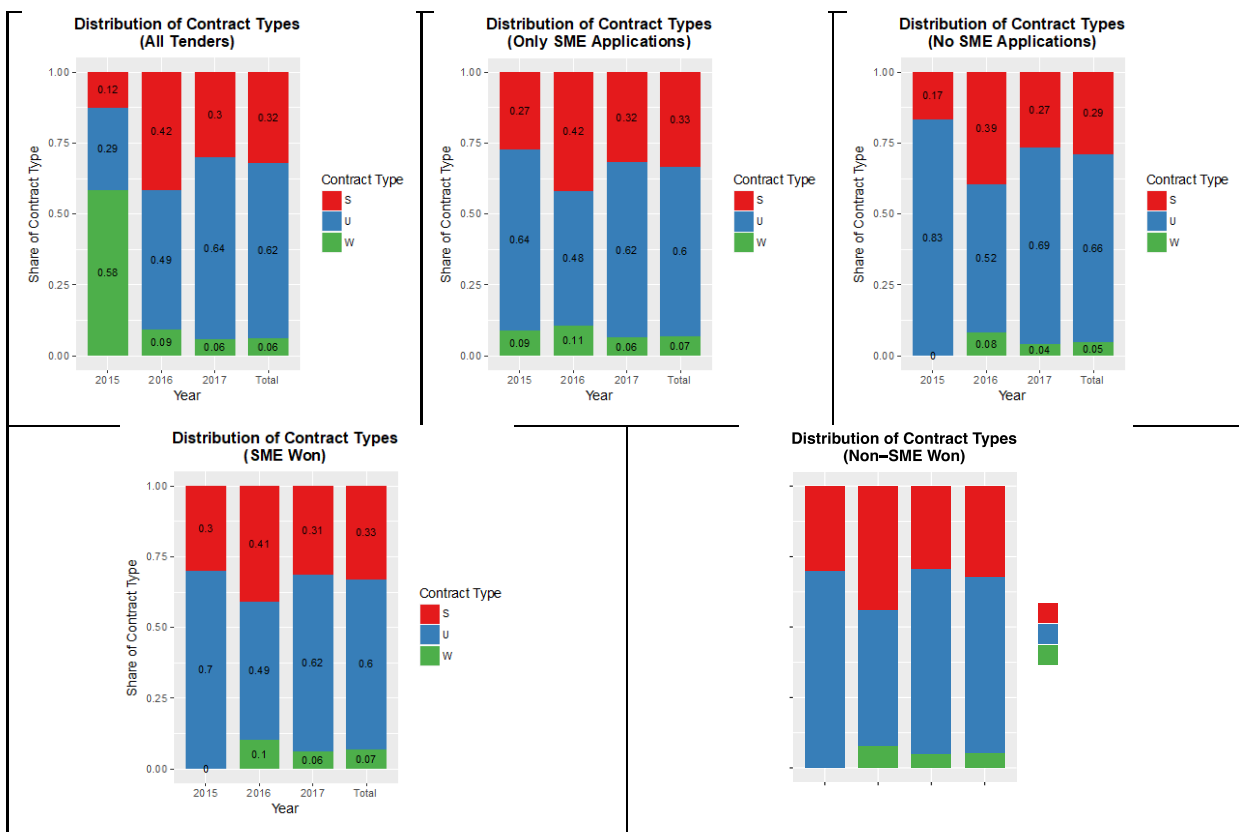 Distribution of Contract Types
(All Tenders)
Share of Contract Type
1.00
0.75
0.50
0.25
0.00
0.12
0.42
0.3
0.32
0.29
0.49
0.64
0.62
0.58
0.09
0.06
0.06
2015 2016 2017 Total
Year
Contract Type
S
U
W
Distribution of Contract Types
(Only SME Applications)
Share of Contract Type
1.00
0.75
0.50
0.25
0.00
0.27
0.42
0.32
0.33
0.64
0.48
0.62
0.6
0.09
0.11
0.06
0.07
2015 2016 2017 Total
Year
Contract Type
S
U
W
Distribution of Contract Types
(No SME Applications)
Share of Contract Type
1.00
0.75
0.50
0.25
0.00
0.17
0.39
0.27
0.29
0.83
0.52
0.69
0.66
0
0.08
0.04
0.05
2015 2016 2017 Total
Year
Contract Type
S
U
W
Distribution of Contract Types
(SME Won)
Share of Contract Type
1.00
0.75
0.50
0.25
0.00
0.3
0.41
0.31
0.33
0.7
0.49
0.62
0.6
0
0.1
0.06
0.07
2015 2016 2017 Total
Year
Contract Type
S
U
W
Distribution of Contract Types
(Non−SME Won)